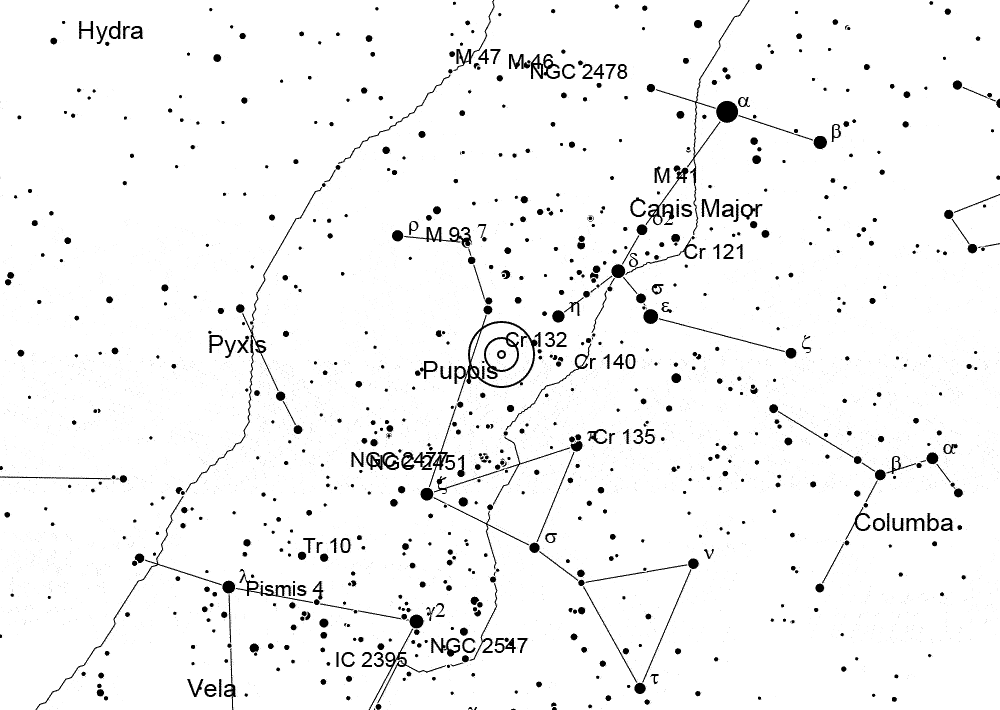 Hydra
M 47
M 46
NGC 2478
α
β
M 41
Canis Major
ο2
ρ
M 93
7
δ
Cr 121
σ
ε
η
ζ
Pyxis
Cr 132
Cr 140
Puppis
π
Cr 135
NGC 2477
NGC 2451
ζ
β
α
Columba
σ
Tr 10
ν
λ
Pismis 4
γ2
NGC 2547
IC 2395
Vela
τ